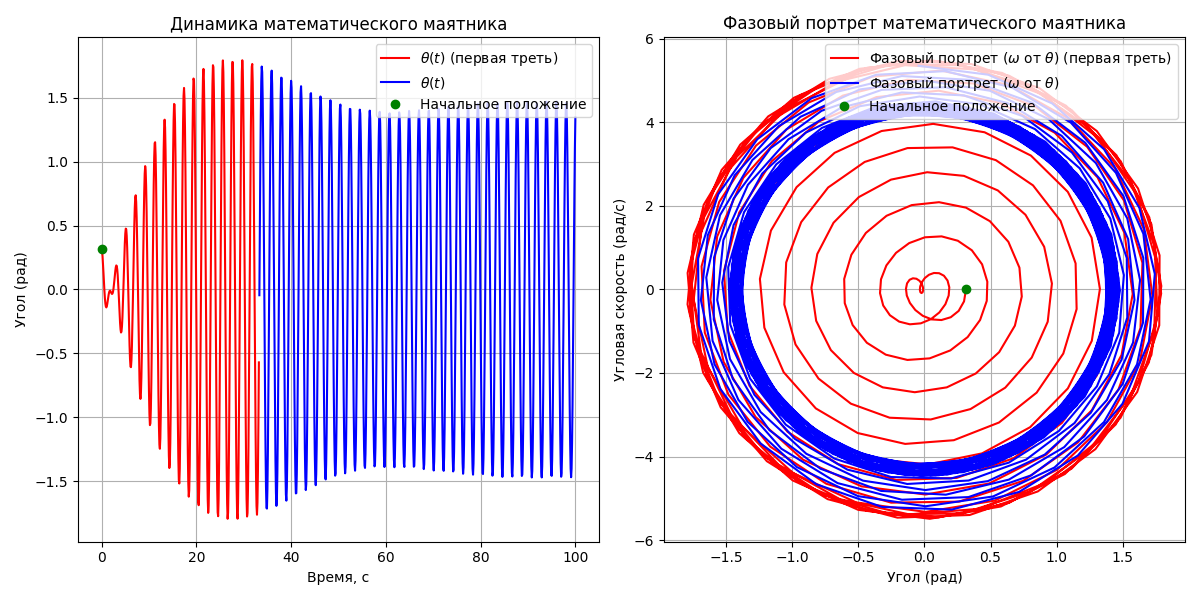 Динамика математического маятника
θ(t) (первая треть)
θ(t)
Начальное положение
Угол (рад)
1.5
1.0
0.5
0.0
−0.5
−1.0
−1.5
0 20 40 60 80 100
Время, с
Фазовый портрет математического маятника
Фазовый портрет (ω от θ) (первая треть)
Фазовый портрет (ω от θ)
Начальное положение
Угловая скорость (рад/с)
6
4
2
0
−2
−4
−6
−1.5 −1.0 −0.5 0.0 0.5 1.0 1.5
Угол (рад)